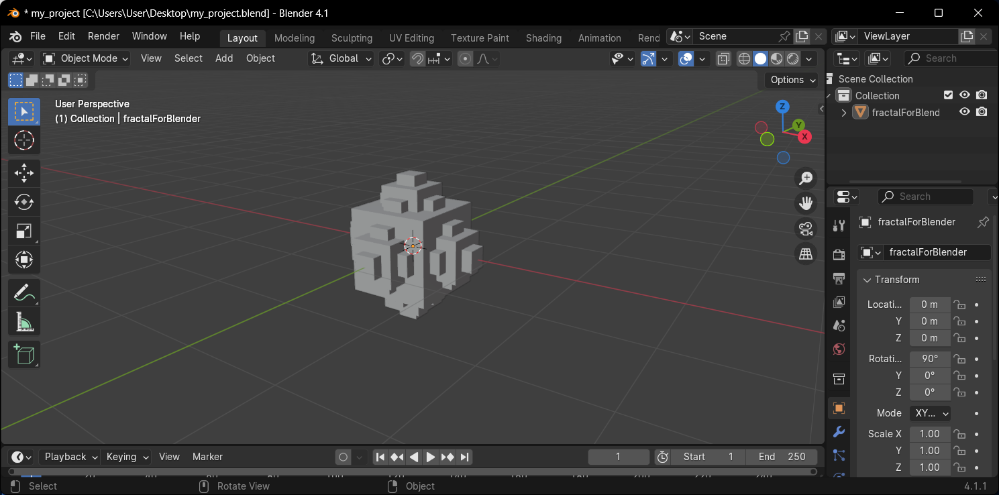 * my_project [C:\Users\User\Desktop\my_project.blend] - Blender 4.1
File Edit Render Window Help Layout Modeling Sculpting UV Editing Texture Paint Shading Animation Rend Scene ViewLayer
Object Mode View Select Add Object Global Search
Options
User Perspective
(1) Collection | fractalForBlender
Z
Y
X
Scene Collection
Collection
fractalForBlend
Search
fractalForBlender
fractalForBlender
Transform
Locati... 0 m
Y 0 m
Z 0 m
Rotati... 90°
Y 0°
Z 0°
Mode XY...
Scale X 1.00
Y 1.00
Z 1.00
Playback Keying View Marker 1 Start 1 End 250
Select Rotate View Object 4.1.1